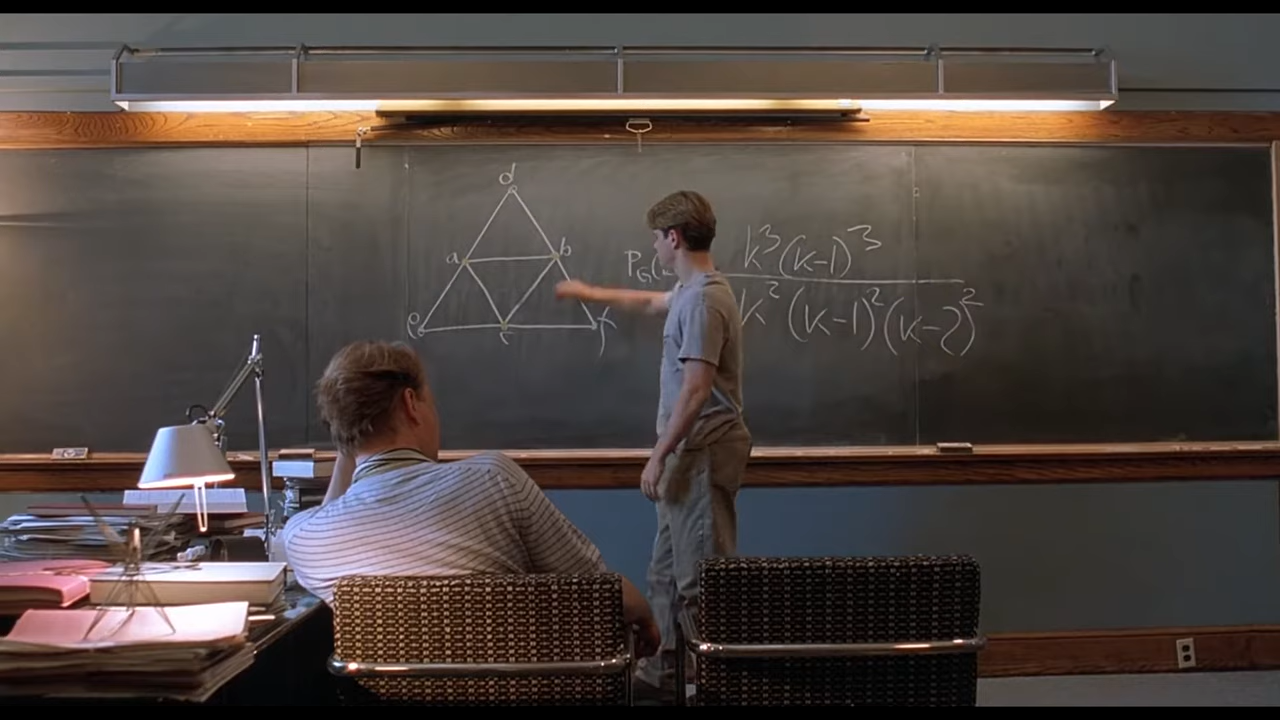 d
a b
e c f
P_G(
k^3(k-1)^3
k^2(k-1)^2(k-2)^2